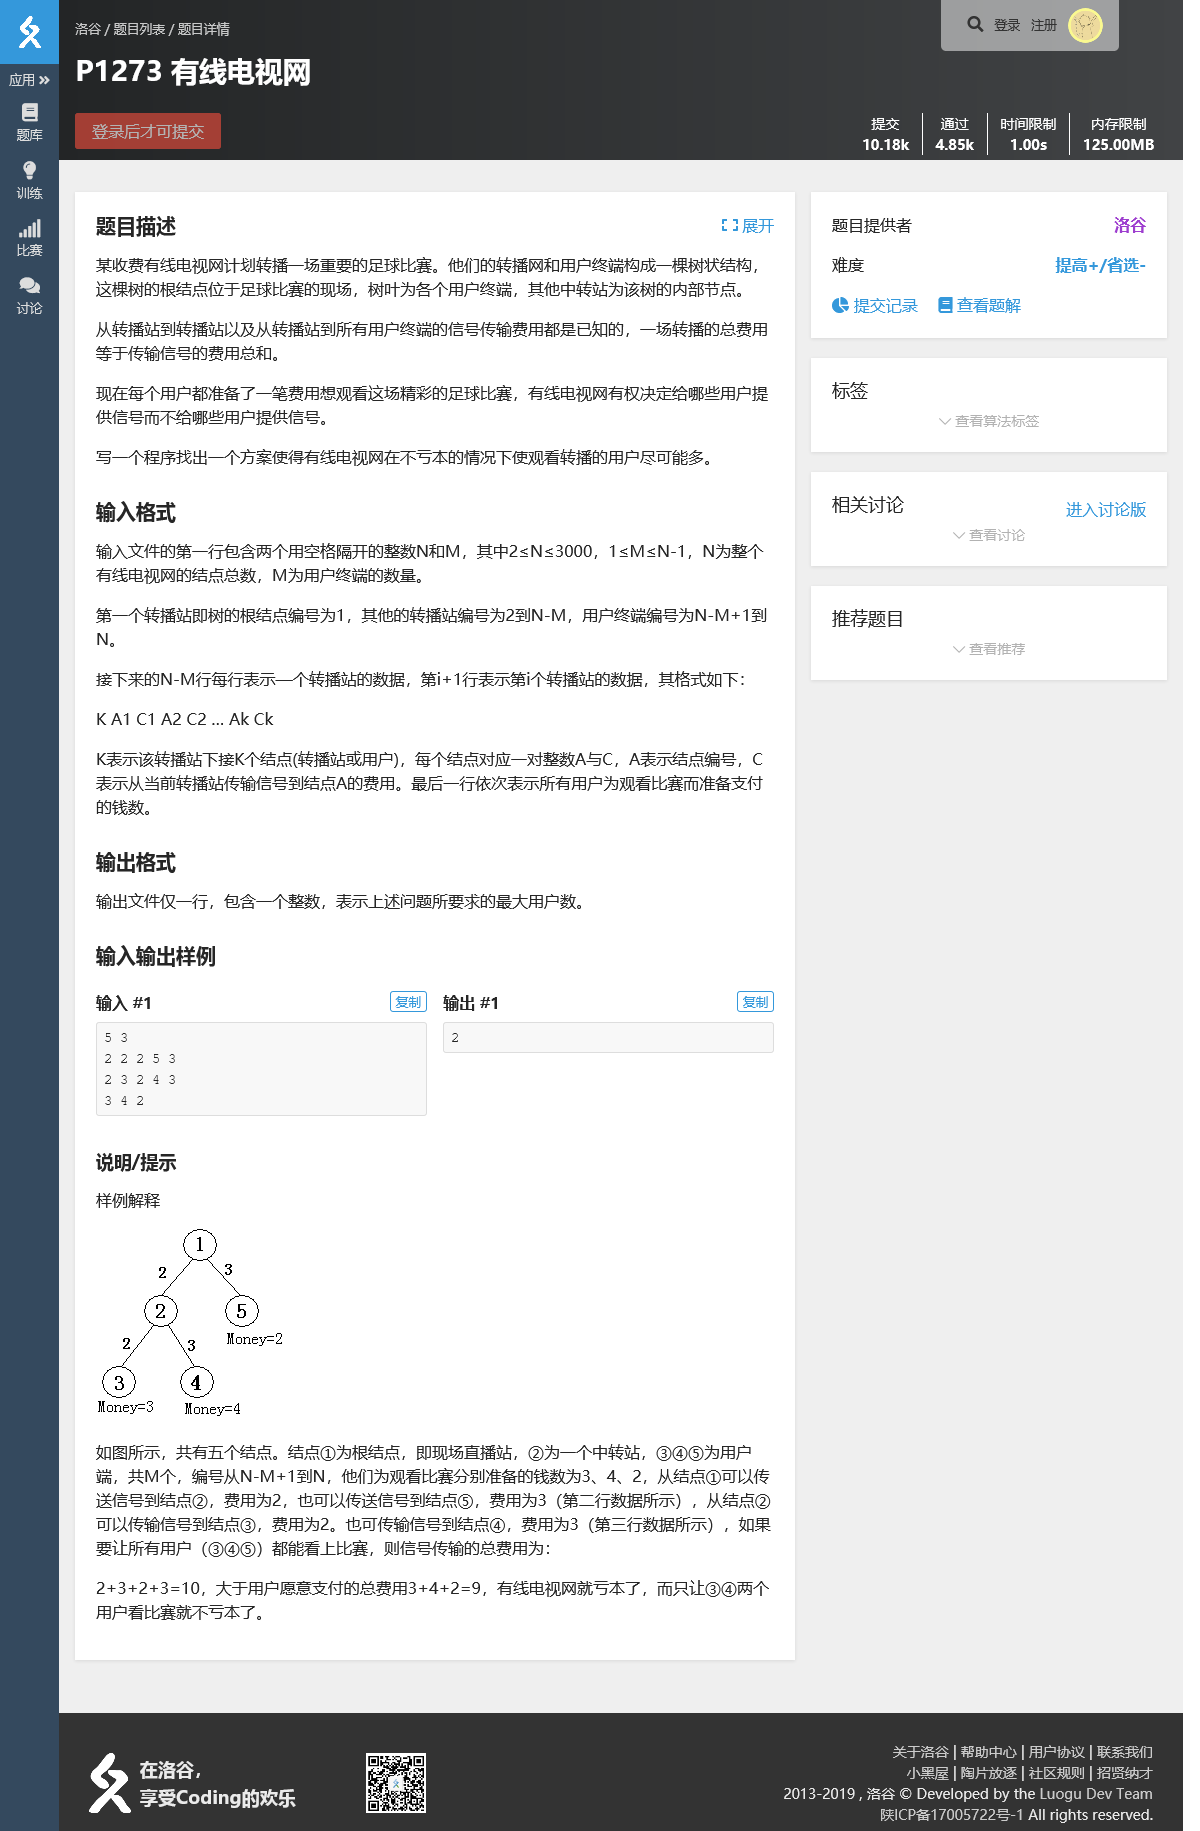 洛谷 / 题目列表 / 题目详情
登录 注册
P1273 有线电视网
应用
登录后才可提交
提交 通过 时间限制 内存限制
10.18k 4.85k 1.00s 125.00MB
题库
训练
比赛
讨论
题目描述 展开
某收费有线电视网计划转播一场重要的足球比赛。他们的转播网和用户终端构成一棵树状结构，
这棵树的根结点位于足球比赛的现场，树叶为各个用户终端，其他中转站为该树的内部节点。
从转播站到转播站以及从转播站到所有用户终端的信号传输费用都是已知的，一场转播的总费用
等于传输信号的费用总和。
现在每个用户都准备了一笔费用想观看这场精彩的足球比赛，有线电视网有权决定给哪些用户提
供信号而不给哪些用户提供信号。
写一个程序找出一个方案使得有线电视网在不亏本的情况下使观看转播的用户尽可能多。
输入格式
输入文件的第一行包含两个用空格隔开的整数N和M，其中2≤N≤3000，1≤M≤N-1，N为整个
有线电视网的结点总数，M为用户终端的数量。
第一个转播站即树的根结点编号为1，其他的转播站编号为2到N-M，用户终端编号为N-M+1到
N。
接下来的N-M行每行表示—个转播站的数据，第i+1行表示第i个转播站的数据，其格式如下：
K A1 C1 A2 C2 … Ak Ck
K表示该转播站下接K个结点(转播站或用户)，每个结点对应一对整数A与C，A表示结点编号，C
表示从当前转播站传输信号到结点A的费用。最后一行依次表示所有用户为观看比赛而准备支付
的钱数。
输出格式
输出文件仅一行，包含一个整数，表示上述问题所要求的最大用户数。
输入输出样例
输入 #1 复制
5 3
2 2 2 5 3
2 3 2 4 3
3 4 2
输出 #1 复制
2
说明/提示
样例解释
1
2 3
2 5
Money=2
2 3
3 4
Money=3 Money=4
如图所示，共有五个结点。结点①为根结点，即现场直播站，②为一个中转站，③④⑤为用户
端，共M个，编号从N-M+1到N，他们为观看比赛分别准备的钱数为3、4、2，从结点①可以传
送信号到结点②，费用为2，也可以传送信号到结点⑤，费用为3（第二行数据所示），从结点②
可以传输信号到结点③，费用为2。也可传输信号到结点④，费用为3（第三行数据所示），如果
要让所有用户（③④⑤）都能看上比赛，则信号传输的总费用为：
2+3+2+3=10，大于用户愿意支付的总费用3+4+2=9，有线电视网就亏本了，而只让③④两个
用户看比赛就不亏本了。
题目提供者 洛谷
难度 提高+/省选-
提交记录 查看题解
标签
查看算法标签
相关讨论 进入讨论版
查看讨论
推荐题目
查看推荐
在洛谷，
享受Coding的欢乐
关于洛谷 | 帮助中心 | 用户协议 | 联系我们
小黑屋 | 陶片放逐 | 社区规则 | 招贤纳才
2013-2019 , 洛谷 © Developed by the Luogu Dev Team
陕ICP备17005722号-1 All rights reserved.